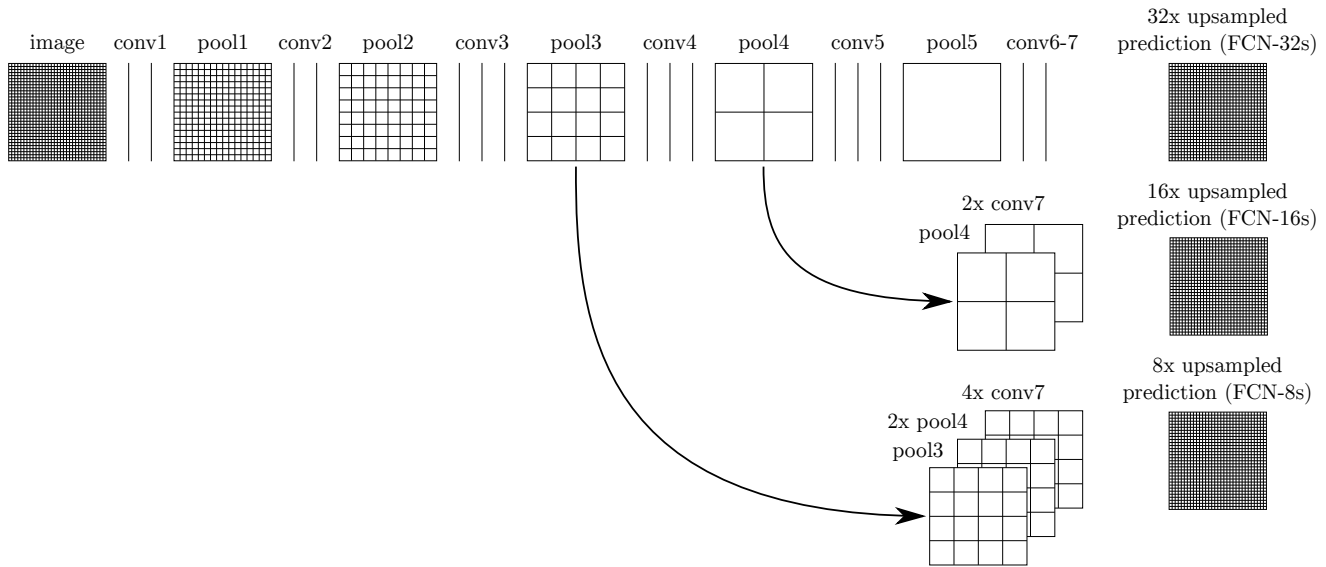 image
conv1
pool1
conv2
pool2
conv3
pool3
conv4
pool4
conv5
pool5
conv6-7
32x upsampled
prediction (FCN-32s)
16x upsampled
prediction (FCN-16s)
2x conv7
pool4
8x upsampled
prediction (FCN-8s)
4x conv7
2x pool4
pool3